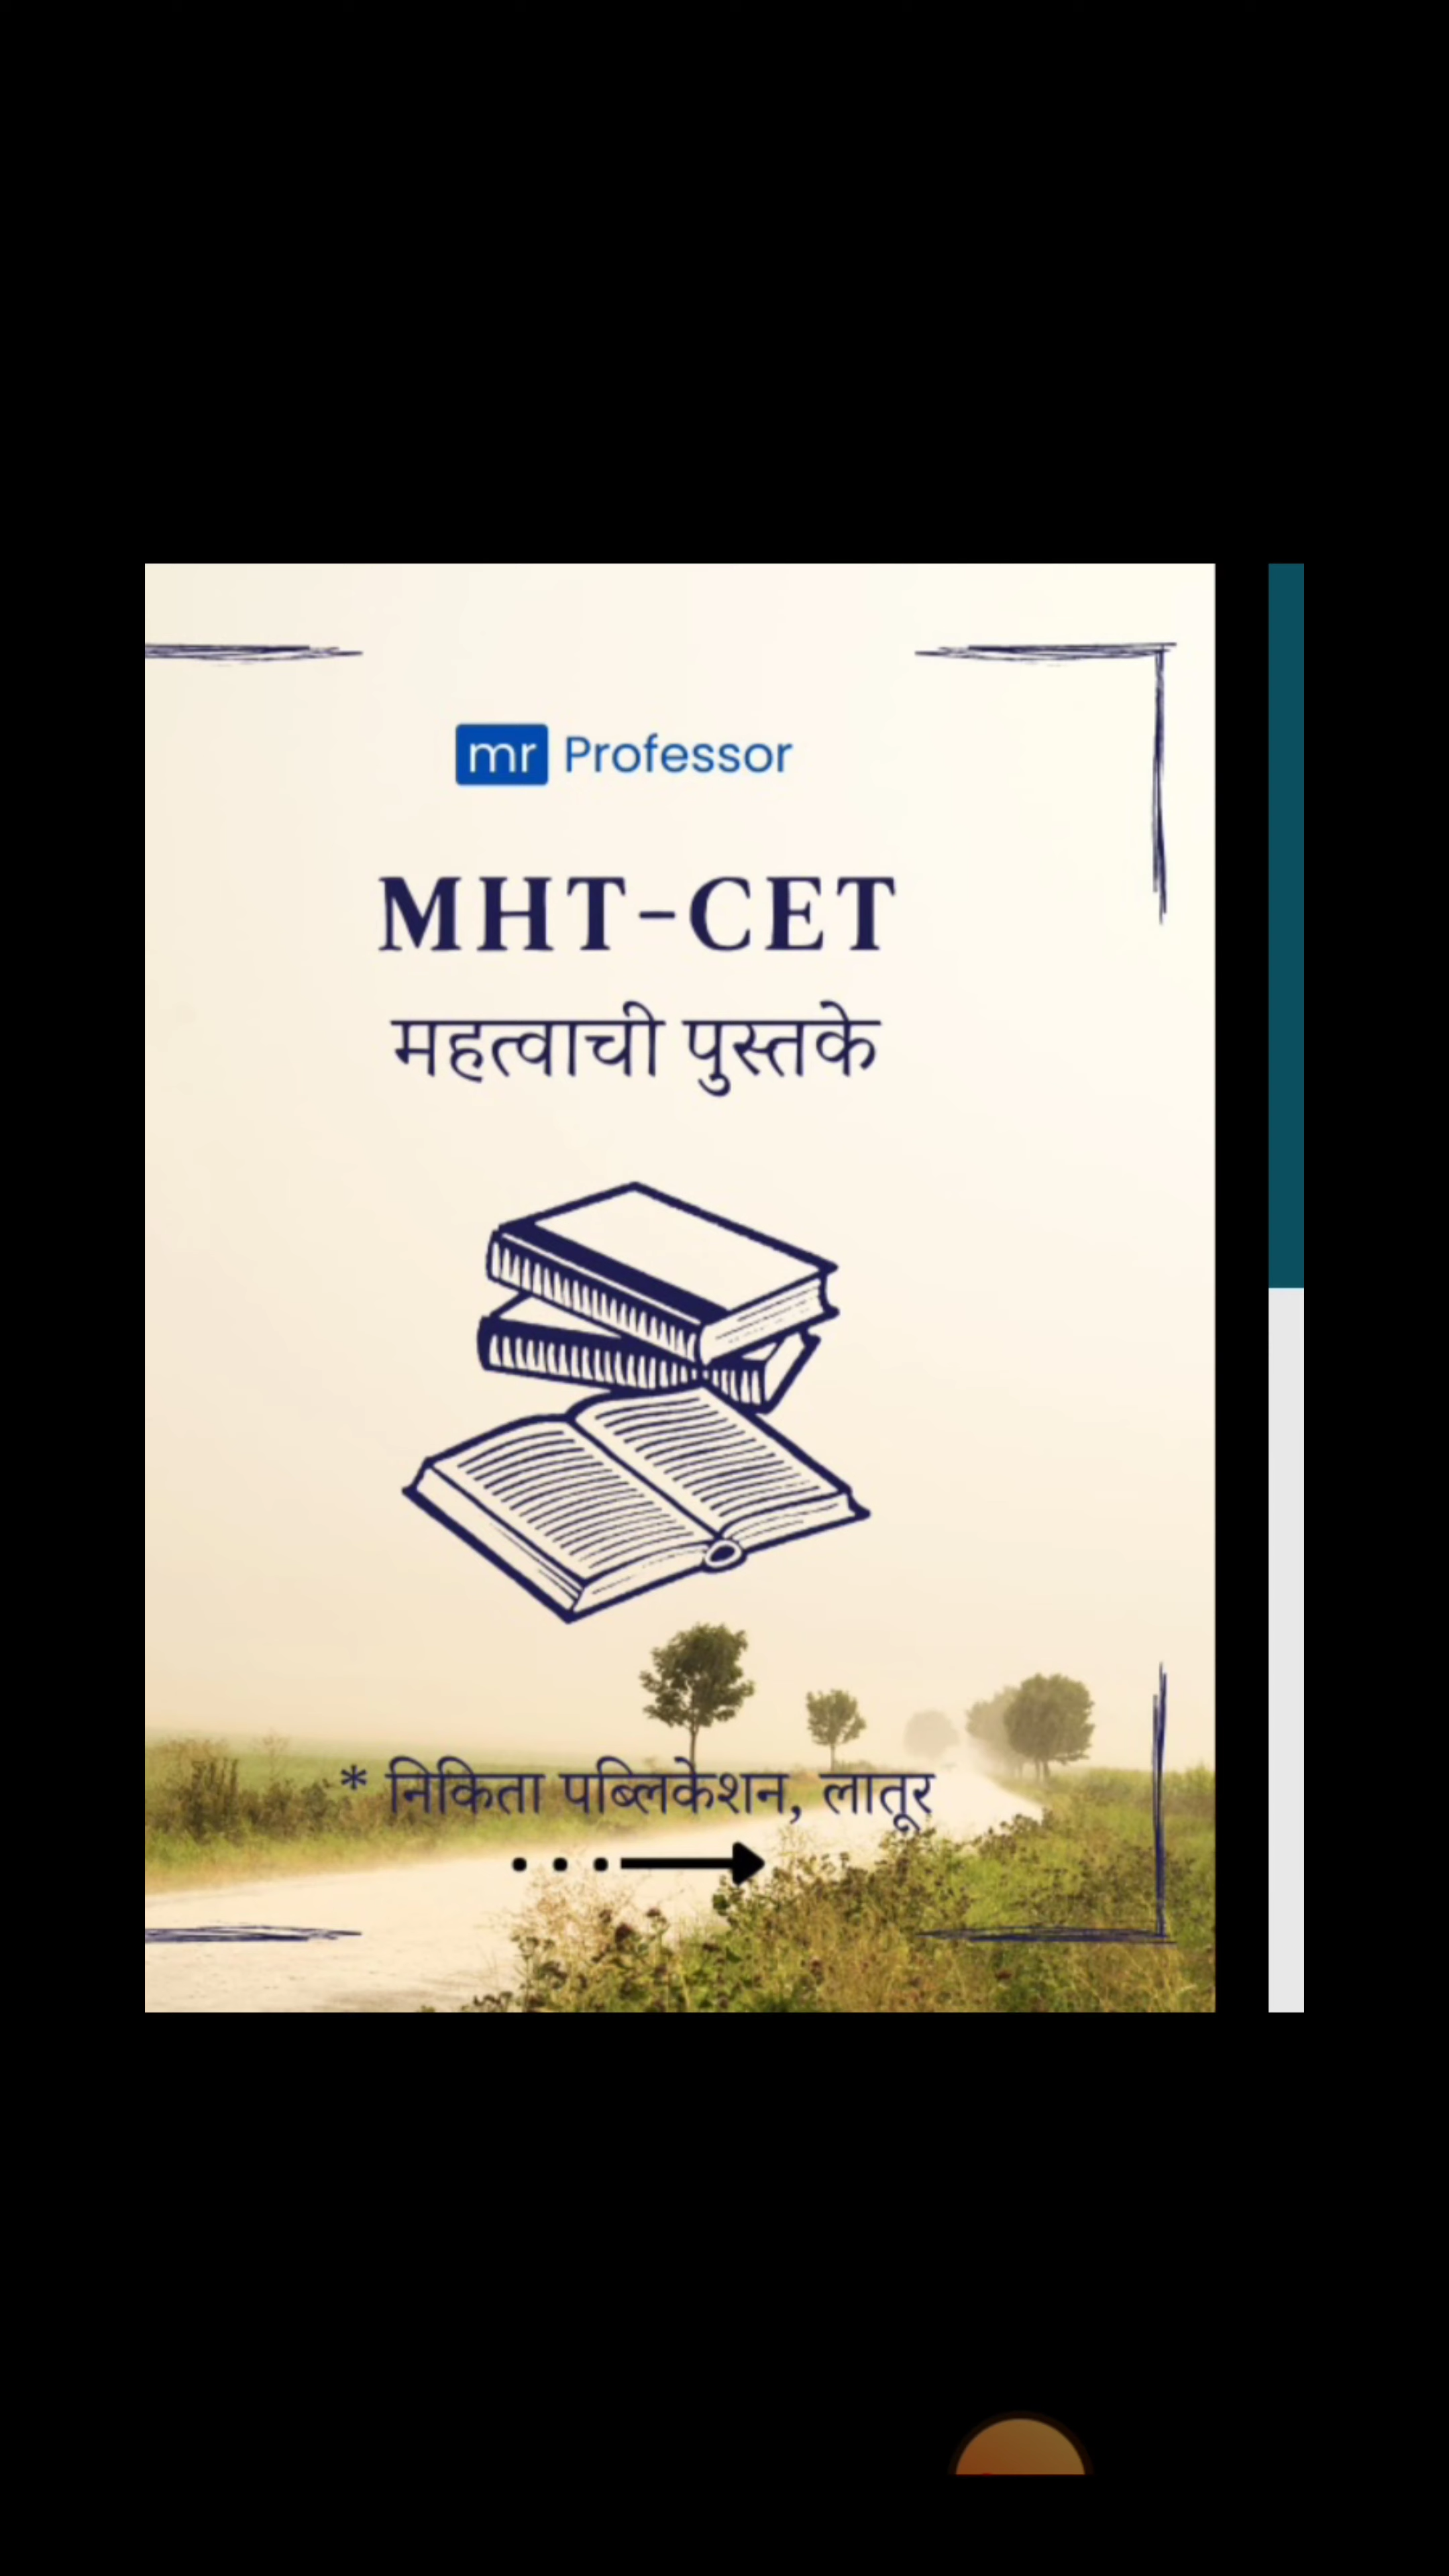 mr Professor
MHT-CET
महत्वाची पुस्तके
* निकिता पब्लिकेशन, लातूर